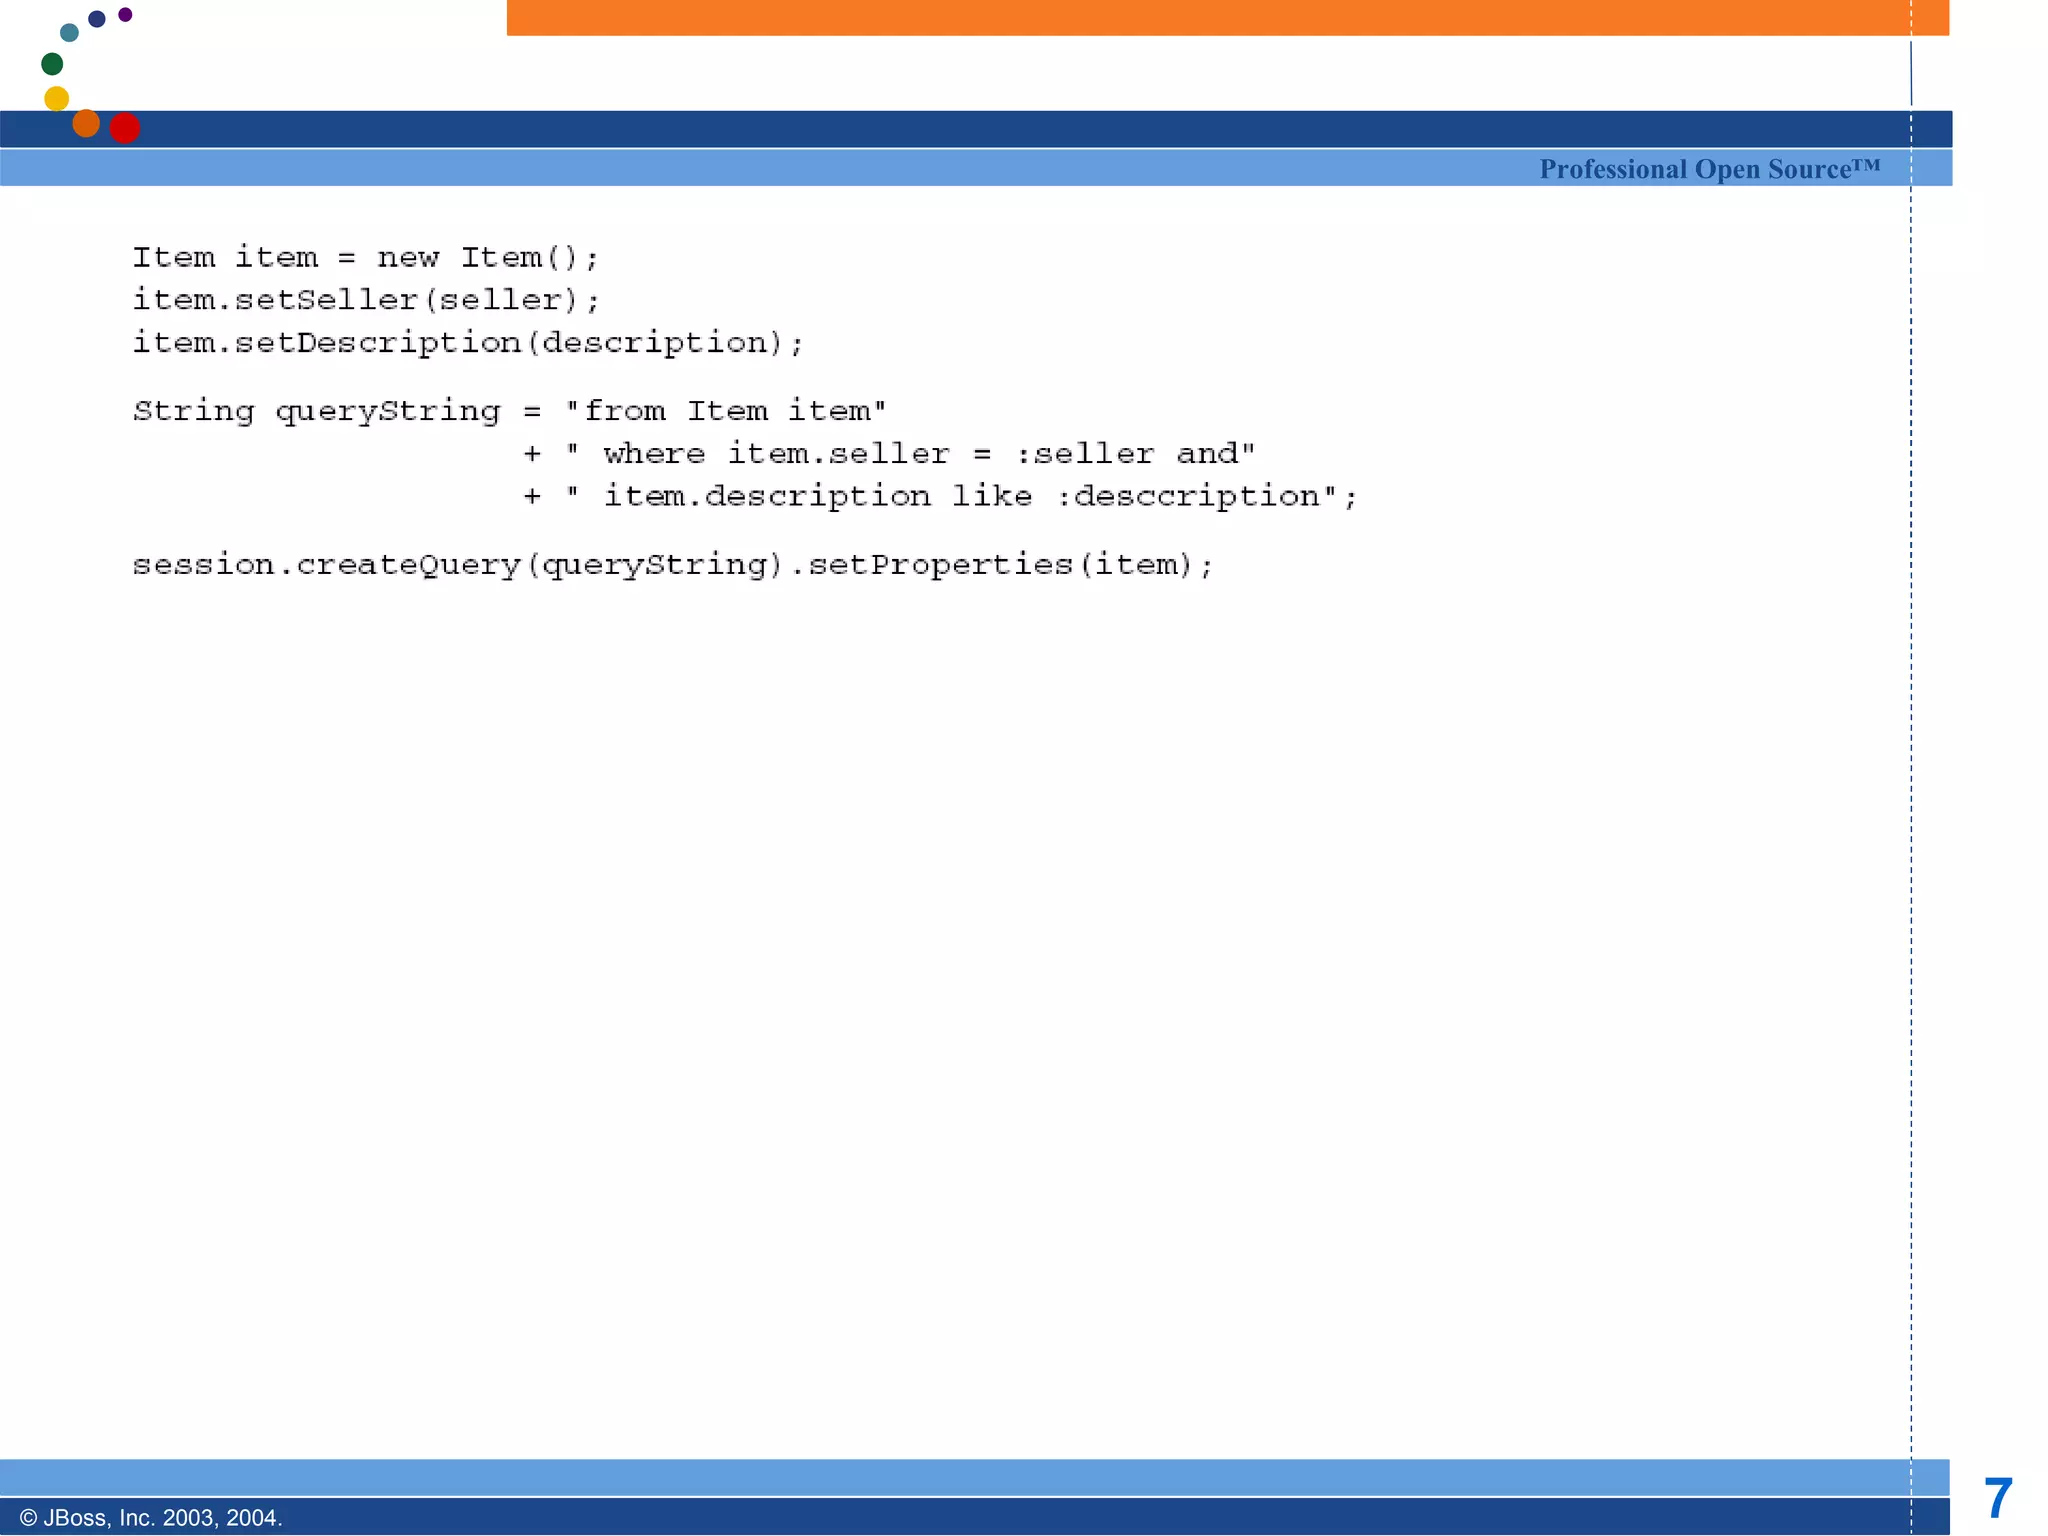 Professional Open Source™
Item item = new Item();
item.setSeller(seller);
item.setDescription(description);
String queryString = "from Item item"
+ " where item.seller = :seller and"
+ " item.description like :desccription";
session.createQuery(queryString).setProperties(item);
© JBoss, Inc. 2003, 2004.
7